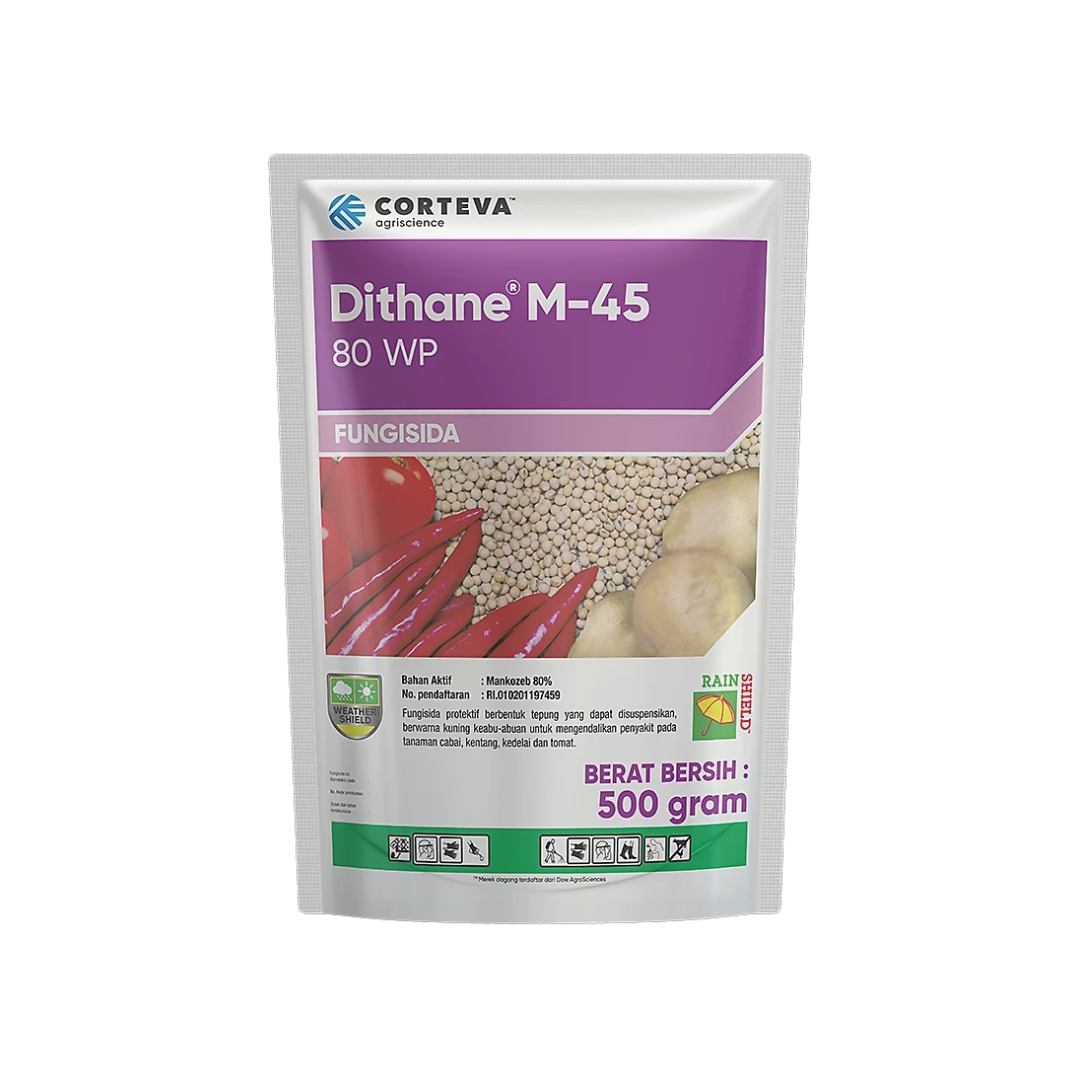 CORTEVA™
agriscience
Dithane® M-45
80 WP
FUNGISIDA
Bahan Aktif : Mankozeb 80%
No. pendaftaran : RI.010201197459
Fungisida protektif berbentuk tepung yang dapat disuspensikan,
berwarna kuning keabu-abuan untuk mengendalikan penyakit pada
tanaman cabai, kentang, kedelai dan tomat.
WEATHER
SHIELD
RAIN
SHIELD
BERAT BERSIH :
500 gram
™Merek dagang terdaftar dari Dow AgroSciences